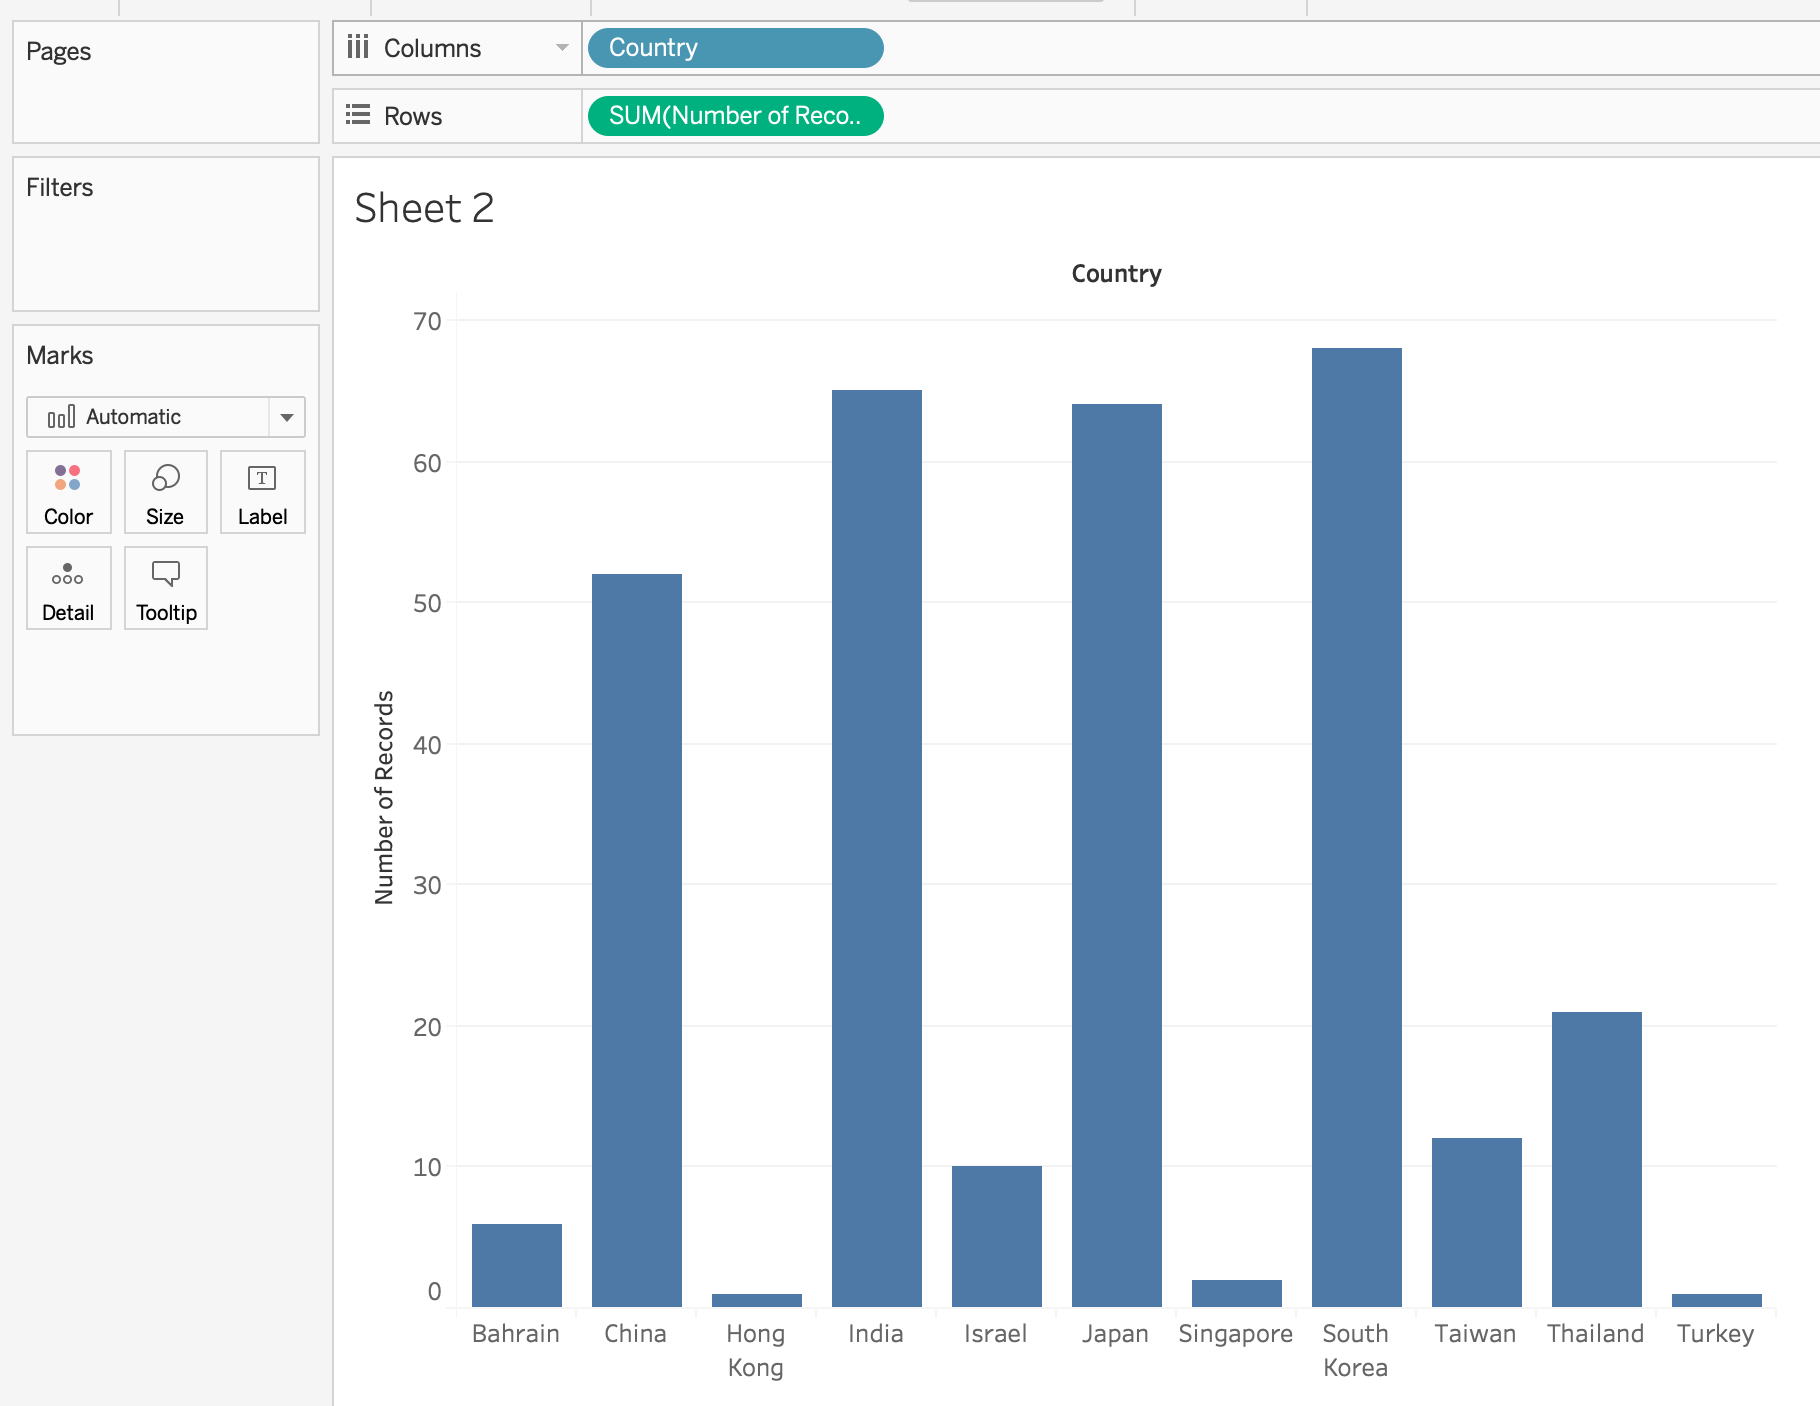 Pages
Columns
Country
Rows
SUM(Number of Reco..
Filters
Marks
Automatic
Color
Size
T
Label
Detail
Tooltip
Sheet 2
Country
Number of Records
70
60
50
40
30
20
10
0
Bahrain
China
Hong
Kong
India
Israel
Japan
Singapore
South
Korea
Taiwan
Thailand
Turkey